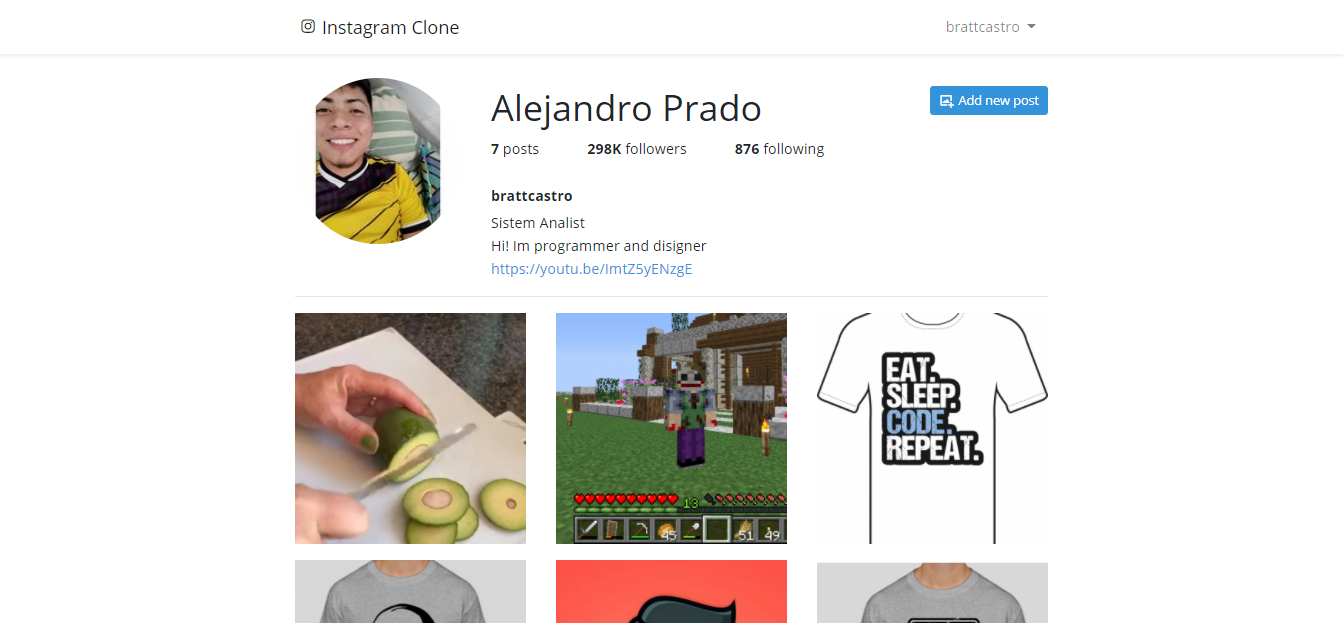 Instagram Clone
brattcastro
Alejandro Prado
Add new post
7 posts 298K followers 876 following
brattcastro
Sistem Analist
Hi! Im programmer and disigner
https://youtu.be/ImtZ5yENzgE
EAT.
SLEEP.
CODE.
REPEAT.
13
45 51 49